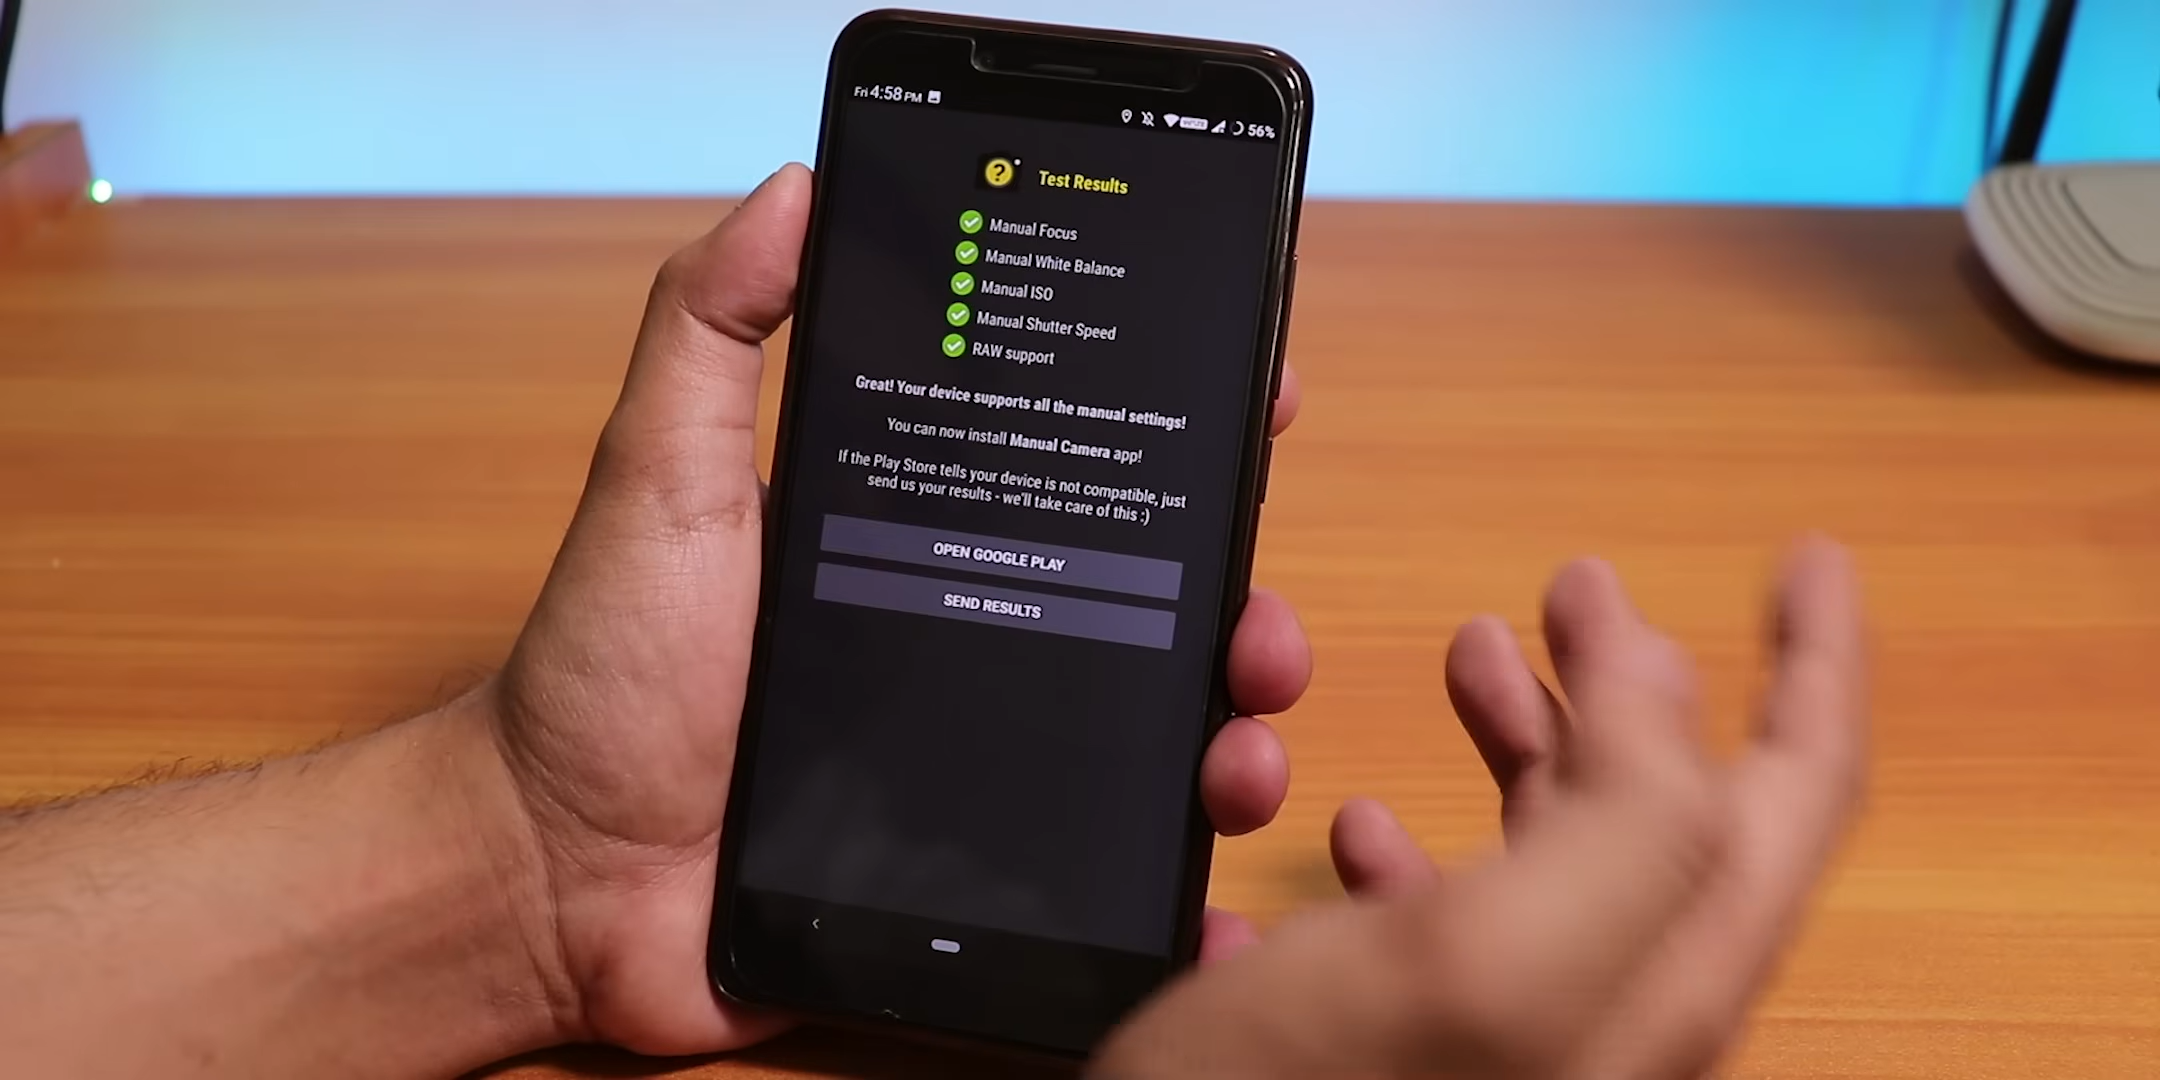 Fri 4:58 PM
56%
Test Results
Manual Focus
Manual White Balance
Manual ISO
Manual Shutter Speed
RAW support
Great! Your device supports all the manual settings!
You can now install Manual Camera app!
If the Play Store tells your device is not compatible, just
send us your results - we'll take care of this :)
OPEN GOOGLE PLAY
SEND RESULTS